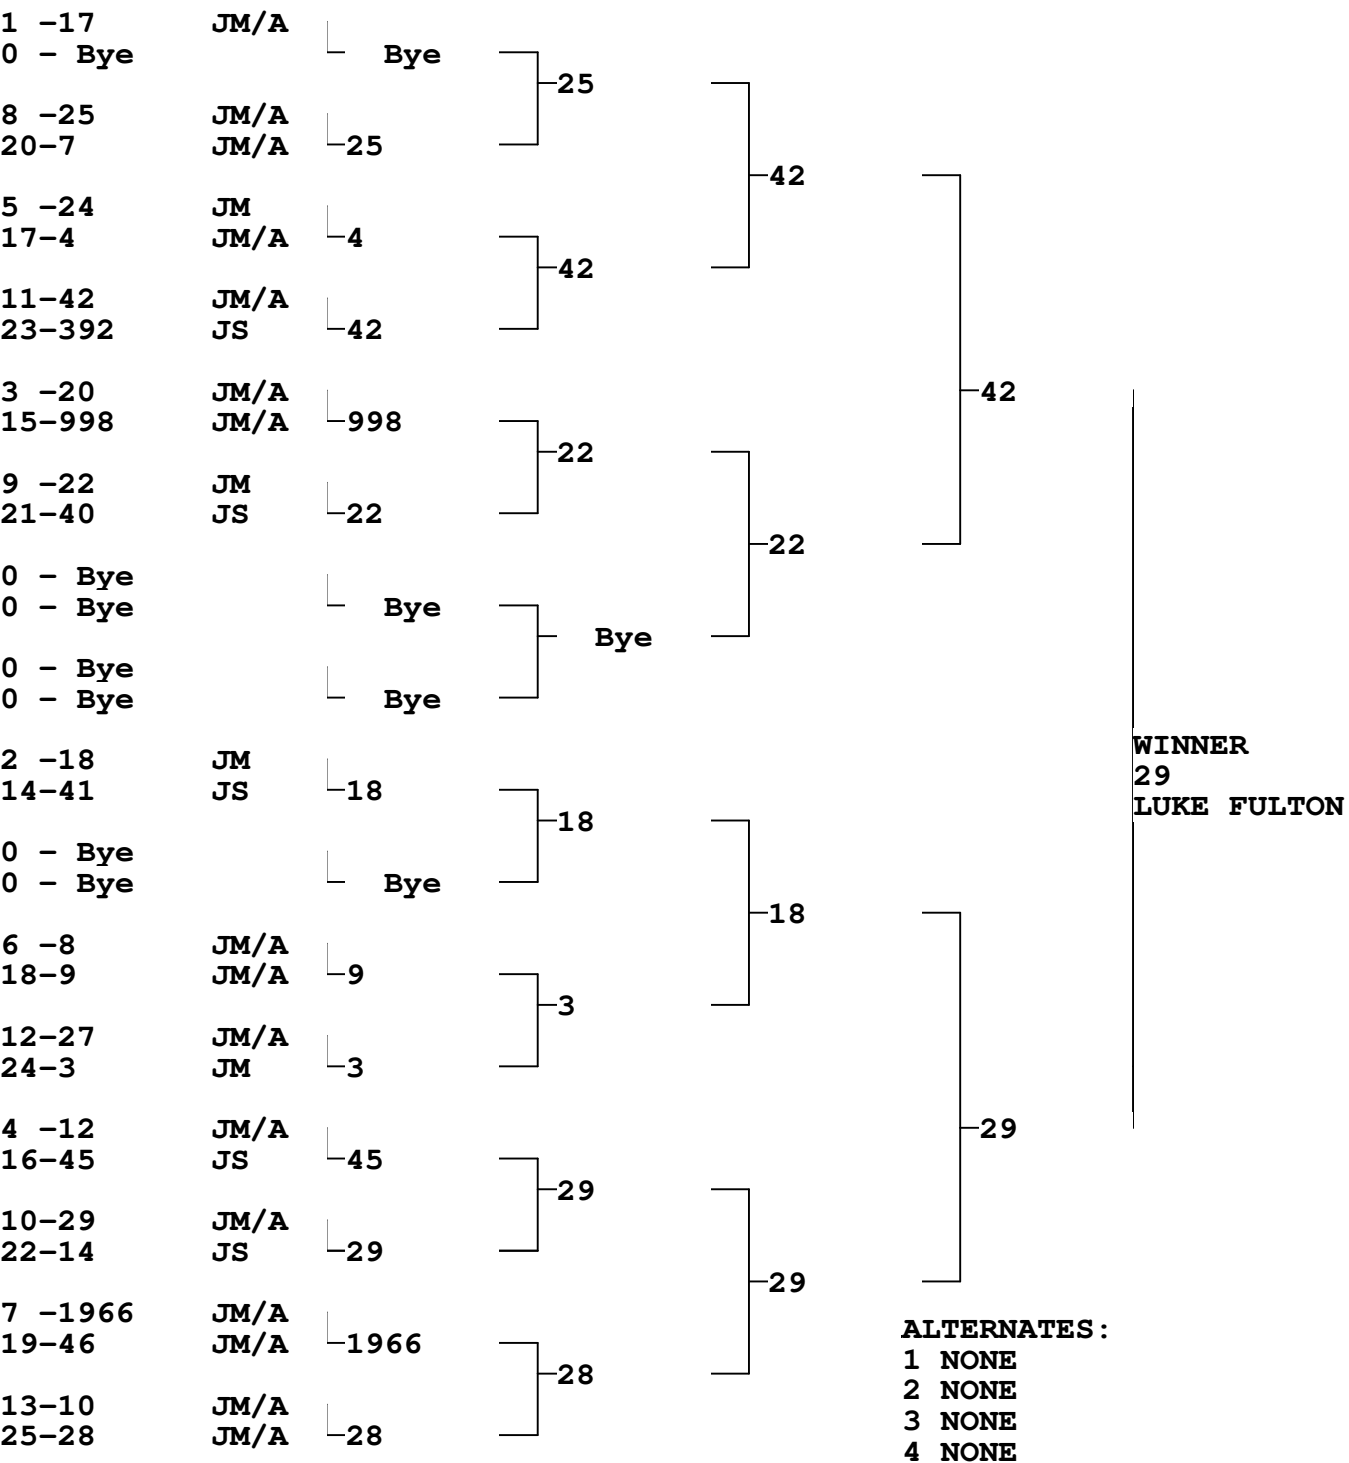 1 -17 JM/A
0 - Bye Bye
25
8 -25 JM/A
20-7 JM/A 25
42
5 -24 JM
17-4 JM/A 4
42
11-42 JM/A
23-392 JS 42
3 -20 JM/A
42
15-998 JM/A 998
22
9 -22 JM
21-40 JS 22
22
0 - Bye
0 - Bye Bye
Bye
0 - Bye
0 - Bye Bye
2 -18 JM
14-41 JS 18
WINNER
29
LUKE FULTON
18
0 - Bye
0 - Bye Bye
18
6 -8 JM/A
18-9 JM/A 9
3
12-27 JM/A
24-3 JM 3
4 -12 JM/A
29
16-45 JS 45
29
10-29 JM/A
22-14 JS 29
29
7 -1966 JM/A
19-46 JM/A 1966
28
13-10 JM/A
25-28 JM/A 28
ALTERNATES:
1 NONE
2 NONE
3 NONE
4 NONE